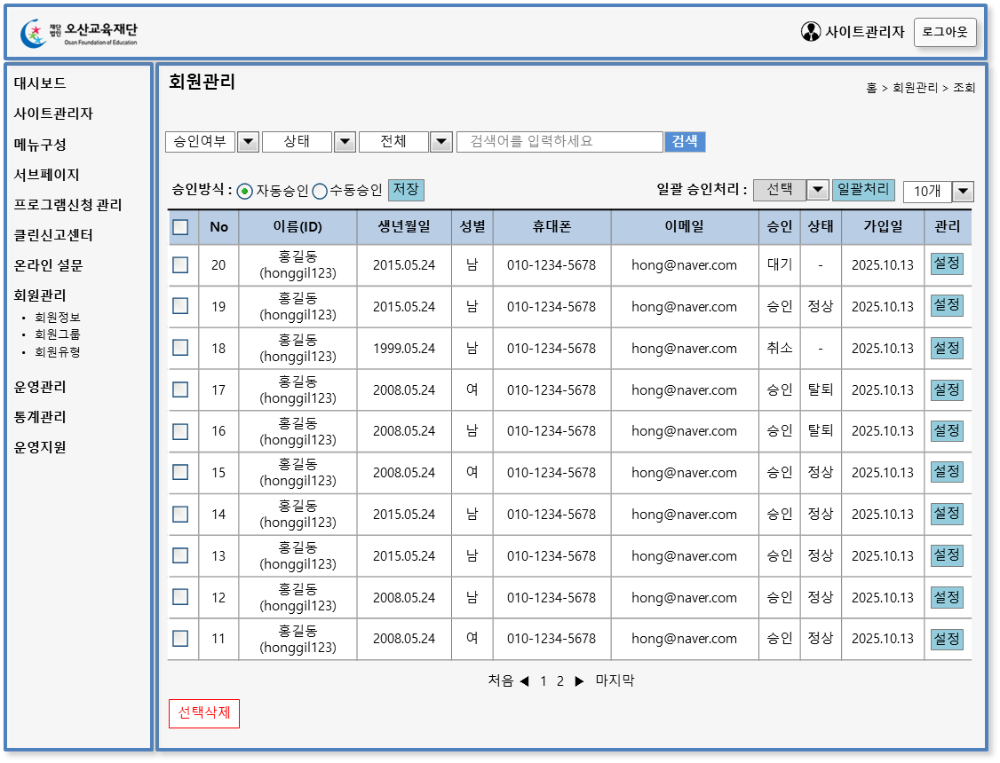 재단법인 오산교육재단
Osan Foundation of Education
사이트관리자 로그아웃
대시보드
사이트관리자
메뉴구성
서브페이지
프로그램신청 관리
클린신고센터
온라인 설문
회원관리
• 회원정보
• 회원그룹
• 회원유형
운영관리
통계관리
운영지원
회원관리
홈 > 회원관리 > 조회
승인여부 상태 전체 검색어를 입력하세요 검색
승인방식 : 자동승인 수동승인 저장 일괄 승인처리 : 선택 일괄처리 10개
No 이름(ID) 생년월일 성별 휴대폰 이메일 승인 상태 가입일 관리
20 홍길동 (honggil123) 2015.05.24 남 010-1234-5678 hong@naver.com 대기 - 2025.10.13 설정
19 홍길동 (honggil123) 2015.05.24 남 010-1234-5678 hong@naver.com 승인 정상 2025.10.13 설정
18 홍길동 (honggil123) 1999.05.24 남 010-1234-5678 hong@naver.com 취소 - 2025.10.13 설정
17 홍길동 (honggil123) 2008.05.24 여 010-1234-5678 hong@naver.com 승인 탈퇴 2025.10.13 설정
16 홍길동 (honggil123) 2008.05.24 남 010-1234-5678 hong@naver.com 승인 탈퇴 2025.10.13 설정
15 홍길동 (honggil123) 2008.05.24 여 010-1234-5678 hong@naver.com 승인 정상 2025.10.13 설정
14 홍길동 (honggil123) 2015.05.24 남 010-1234-5678 hong@naver.com 승인 정상 2025.10.13 설정
13 홍길동 (honggil123) 2015.05.24 남 010-1234-5678 hong@naver.com 승인 정상 2025.10.13 설정
12 홍길동 (honggil123) 2008.05.24 남 010-1234-5678 hong@naver.com 승인 정상 2025.10.13 설정
11 홍길동 (honggil123) 2008.05.24 여 010-1234-5678 hong@naver.com 승인 정상 2025.10.13 설정
처음 ◀ 1 2 ▶ 마지막
선택삭제